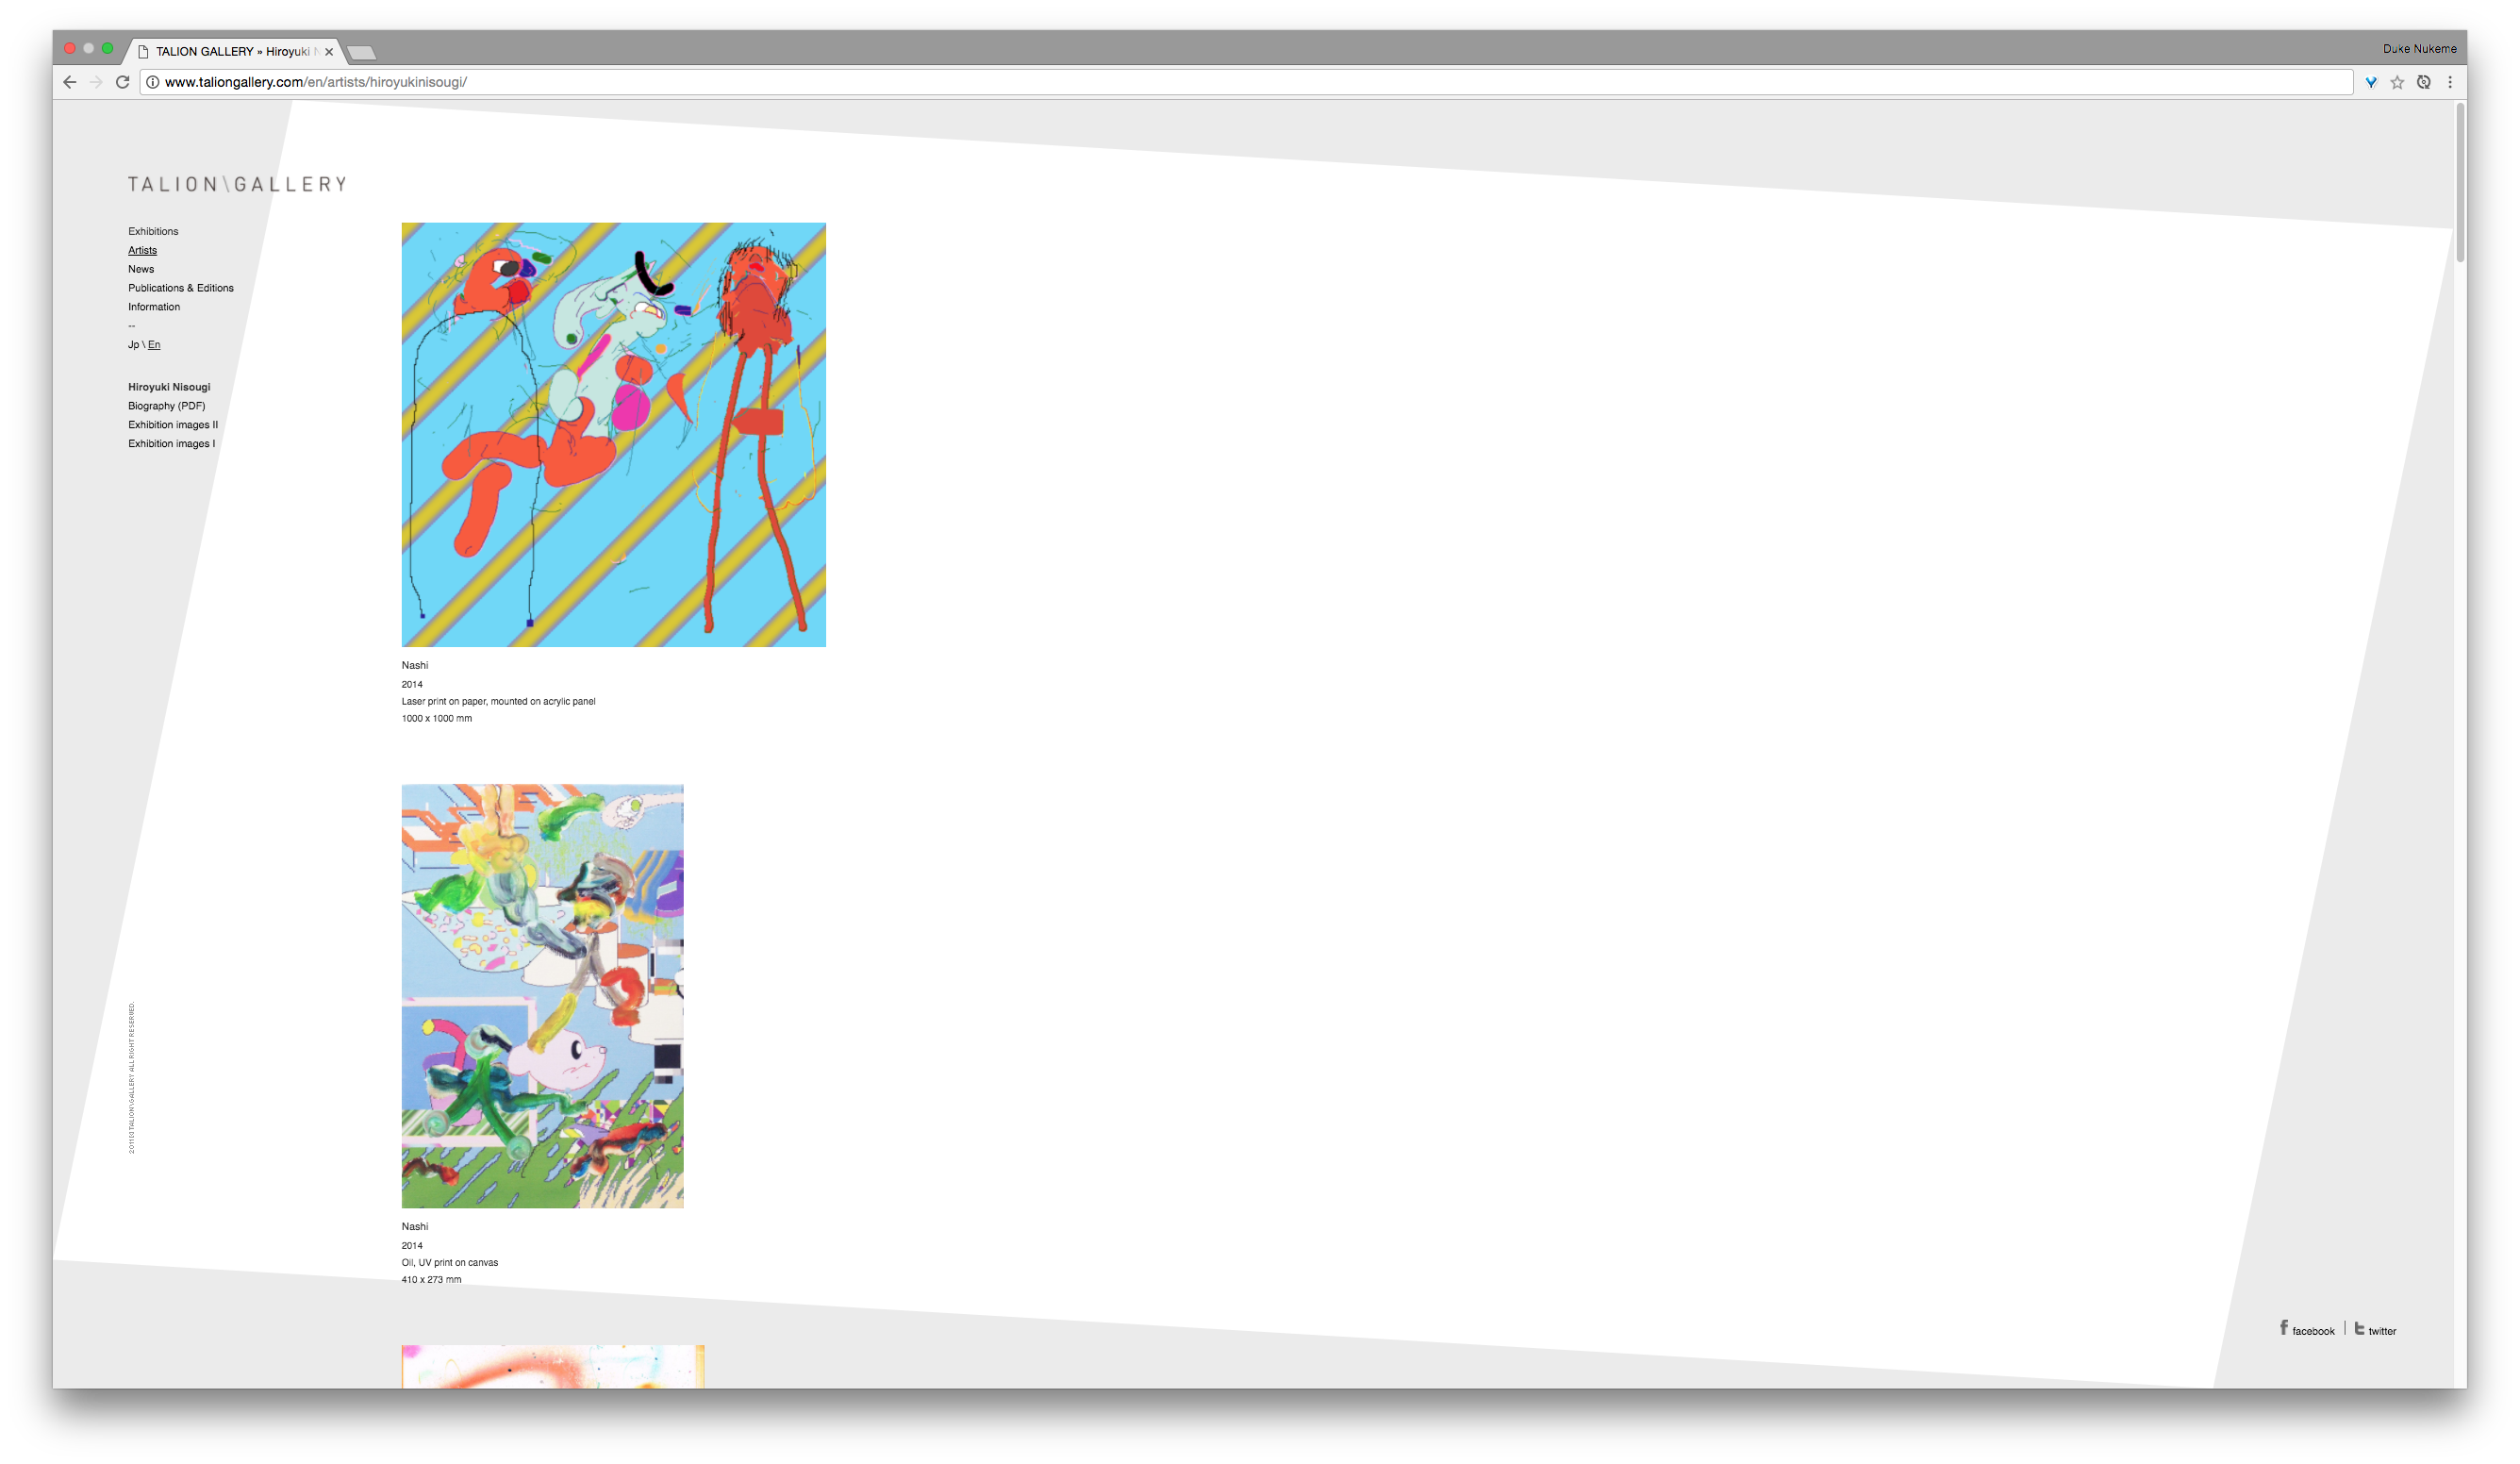 TALION GALLERY » Hiroyuki N
Duke Nukeme
www.taliongallery.com/en/artists/hiroyukinisougi/
TALION\GALLERY
Exhibitions
Artists
News
Publications & Editions
Information
--
Jp \ En
Hiroyuki Nisougi
Biography (PDF)
Exhibition images II
Exhibition images I
Nashi
2014
Laser print on paper, mounted on acrylic panel
1000 x 1000 mm
Nashi
2014
Oil, UV print on canvas
410 x 273 mm
TALION\GALLERY ALL RIGHT RESERVED.
facebook | twitter